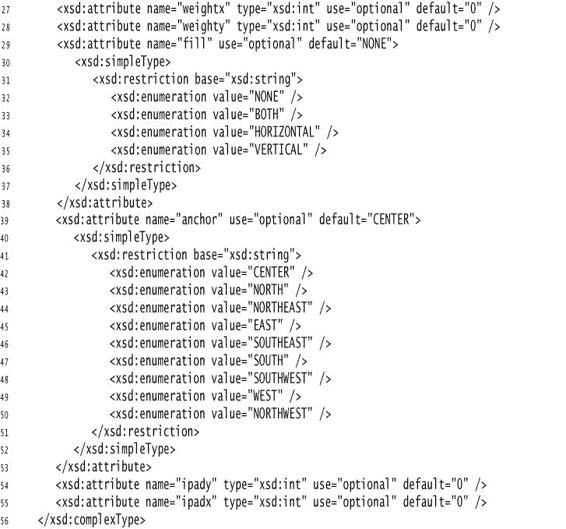 27 <xsd:attribute name="weightx" type="xsd:int" use="optional" default="0" />
28 <xsd:attribute name="weighty" type="xsd:int" use="optional" default="0" />
29 <xsd:attribute name="fill" use="optional" default="NONE">
30 <xsd:simpleType>
31 <xsd:restriction base="xsd:string">
32 <xsd:enumeration value="NONE" />
33 <xsd:enumeration value="BOTH" />
34 <xsd:enumeration value="HORIZONTAL" />
35 <xsd:enumeration value="VERTICAL" />
36 </xsd:restriction>
37 </xsd:simpleType>
38 </xsd:attribute>
39 <xsd:attribute name="anchor" use="optional" default="CENTER">
40 <xsd:simpleType>
41 <xsd:restriction base="xsd:string">
42 <xsd:enumeration value="CENTER" />
43 <xsd:enumeration value="NORTH" />
44 <xsd:enumeration value="NORTHEAST" />
45 <xsd:enumeration value="EAST" />
46 <xsd:enumeration value="SOUTHEAST" />
47 <xsd:enumeration value="SOUTH" />
48 <xsd:enumeration value="SOUTHWEST" />
49 <xsd:enumeration value="WEST" />
50 <xsd:enumeration value="NORTHWEST" />
51 </xsd:restriction>
52 </xsd:simpleType>
53 </xsd:attribute>
54 <xsd:attribute name="ipady" type="xsd:int" use="optional" default="0" />
55 <xsd:attribute name="ipadx" type="xsd:int" use="optional" default="0" />
56 </xsd:complexType>